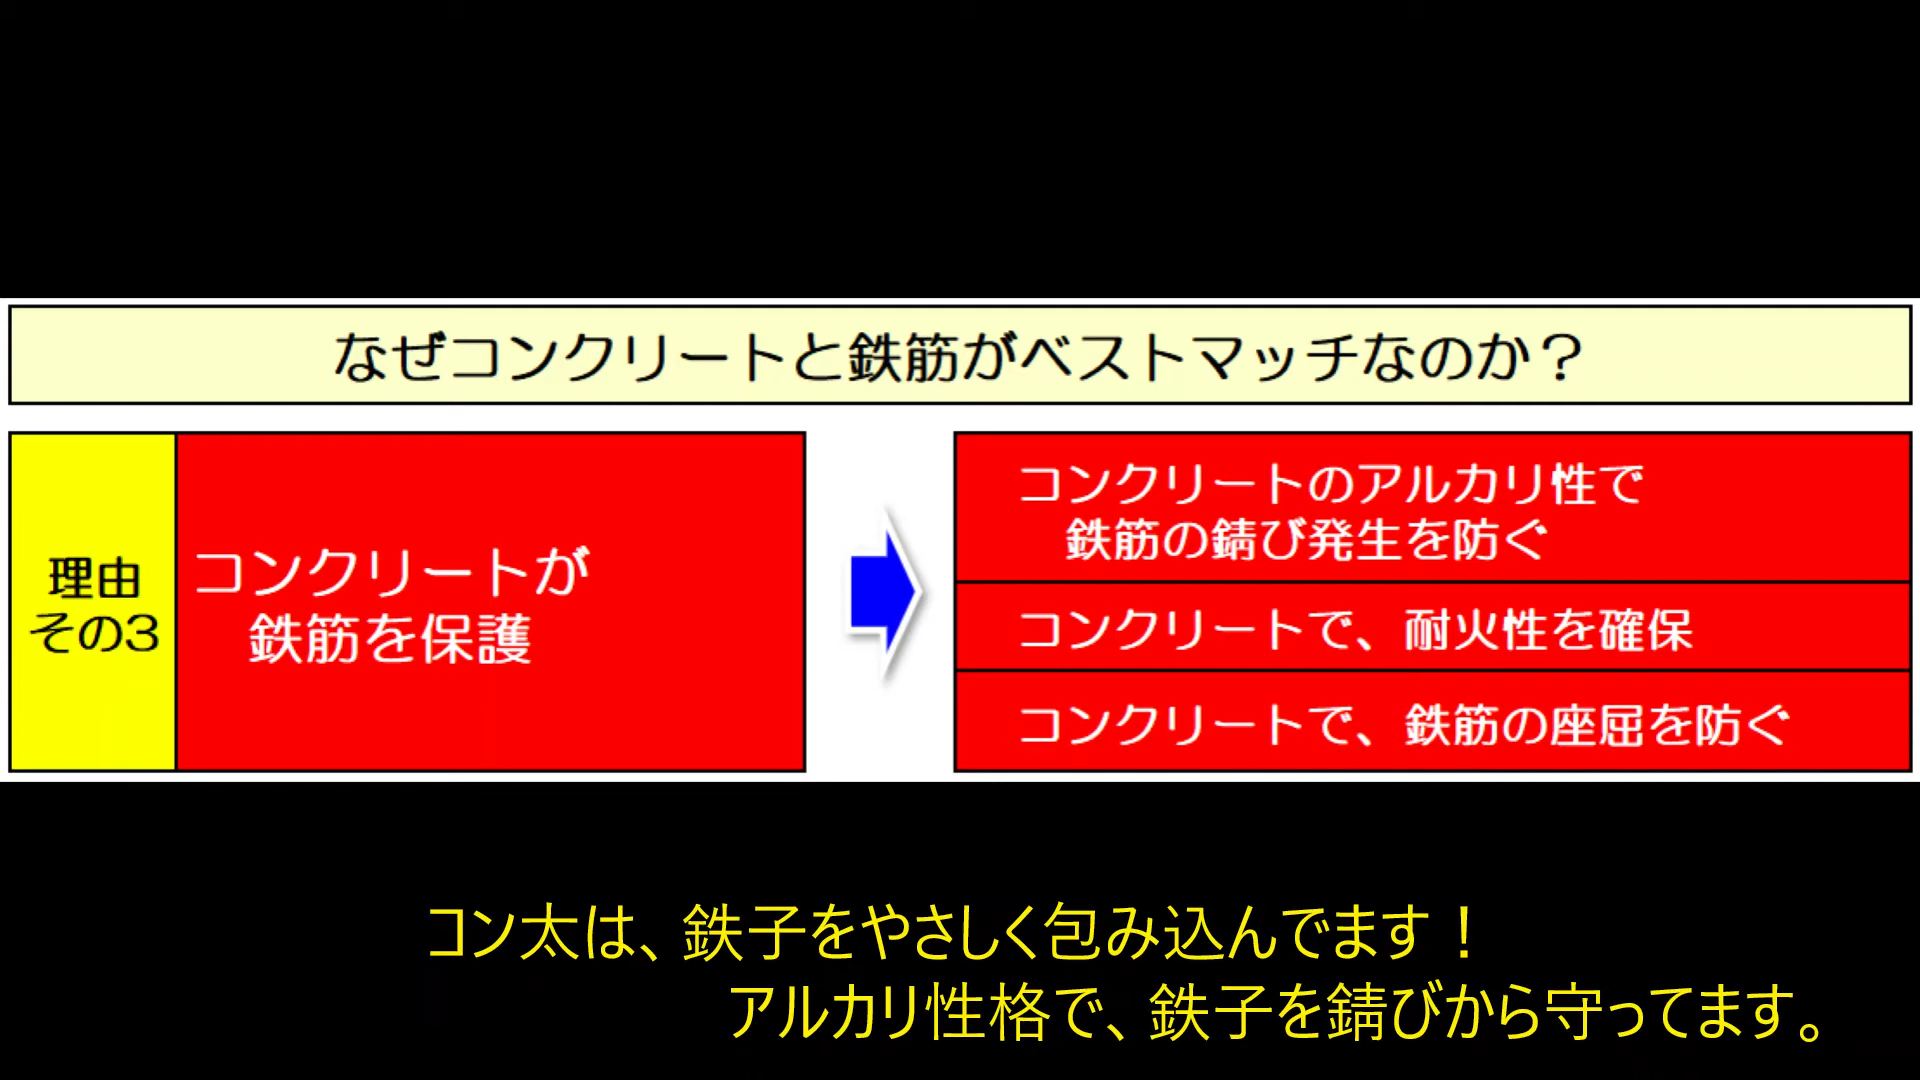 なぜコンクリートと鉄筋がベストマッチなのか？
理由
その3
コンクリートが
鉄筋を保護
コンクリートのアルカリ性で
鉄筋の錆び発生を防ぐ
コンクリートで、耐火性を確保
コンクリートで、鉄筋の座屈を防ぐ
コン太は、鉄子をやさしく包み込んでます！
アルカリ性格で、鉄子を錆びから守ってます。